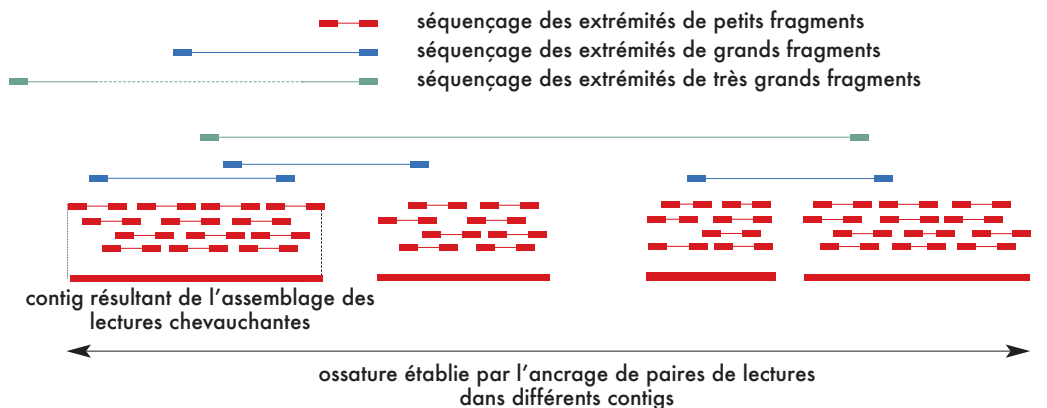 séquençage des extrémités de petits fragments
séquençage des extrémités de grands fragments
séquençage des extrémités de très grands fragments
contig résultant de l’assemblage des
lectures chevauchantes
ossature établie par l’ancrage de paires de lectures
dans différents contigs